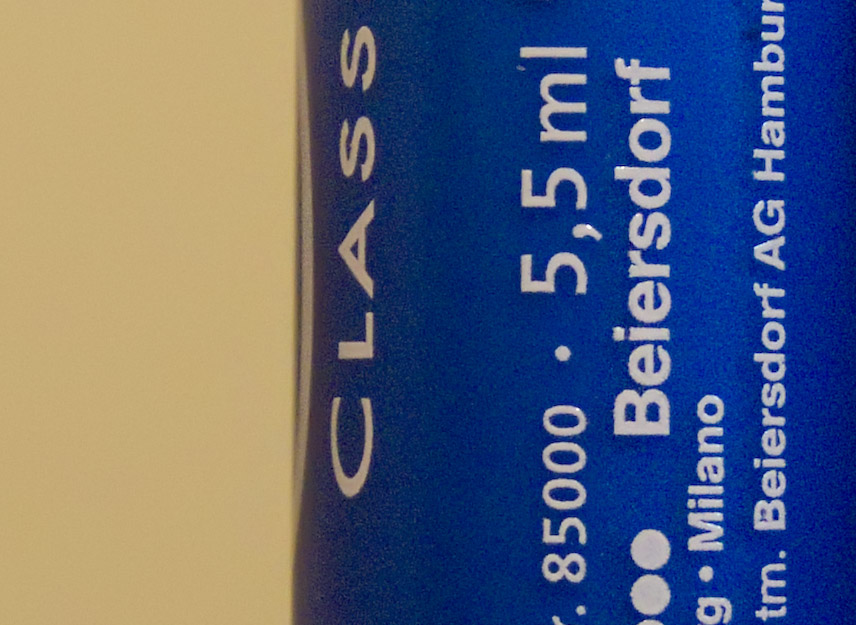 CLASS
r. 85000 · 5,5 ml
Beiersdorf
g • Milano
tm. Beiersdorf AG Hambur